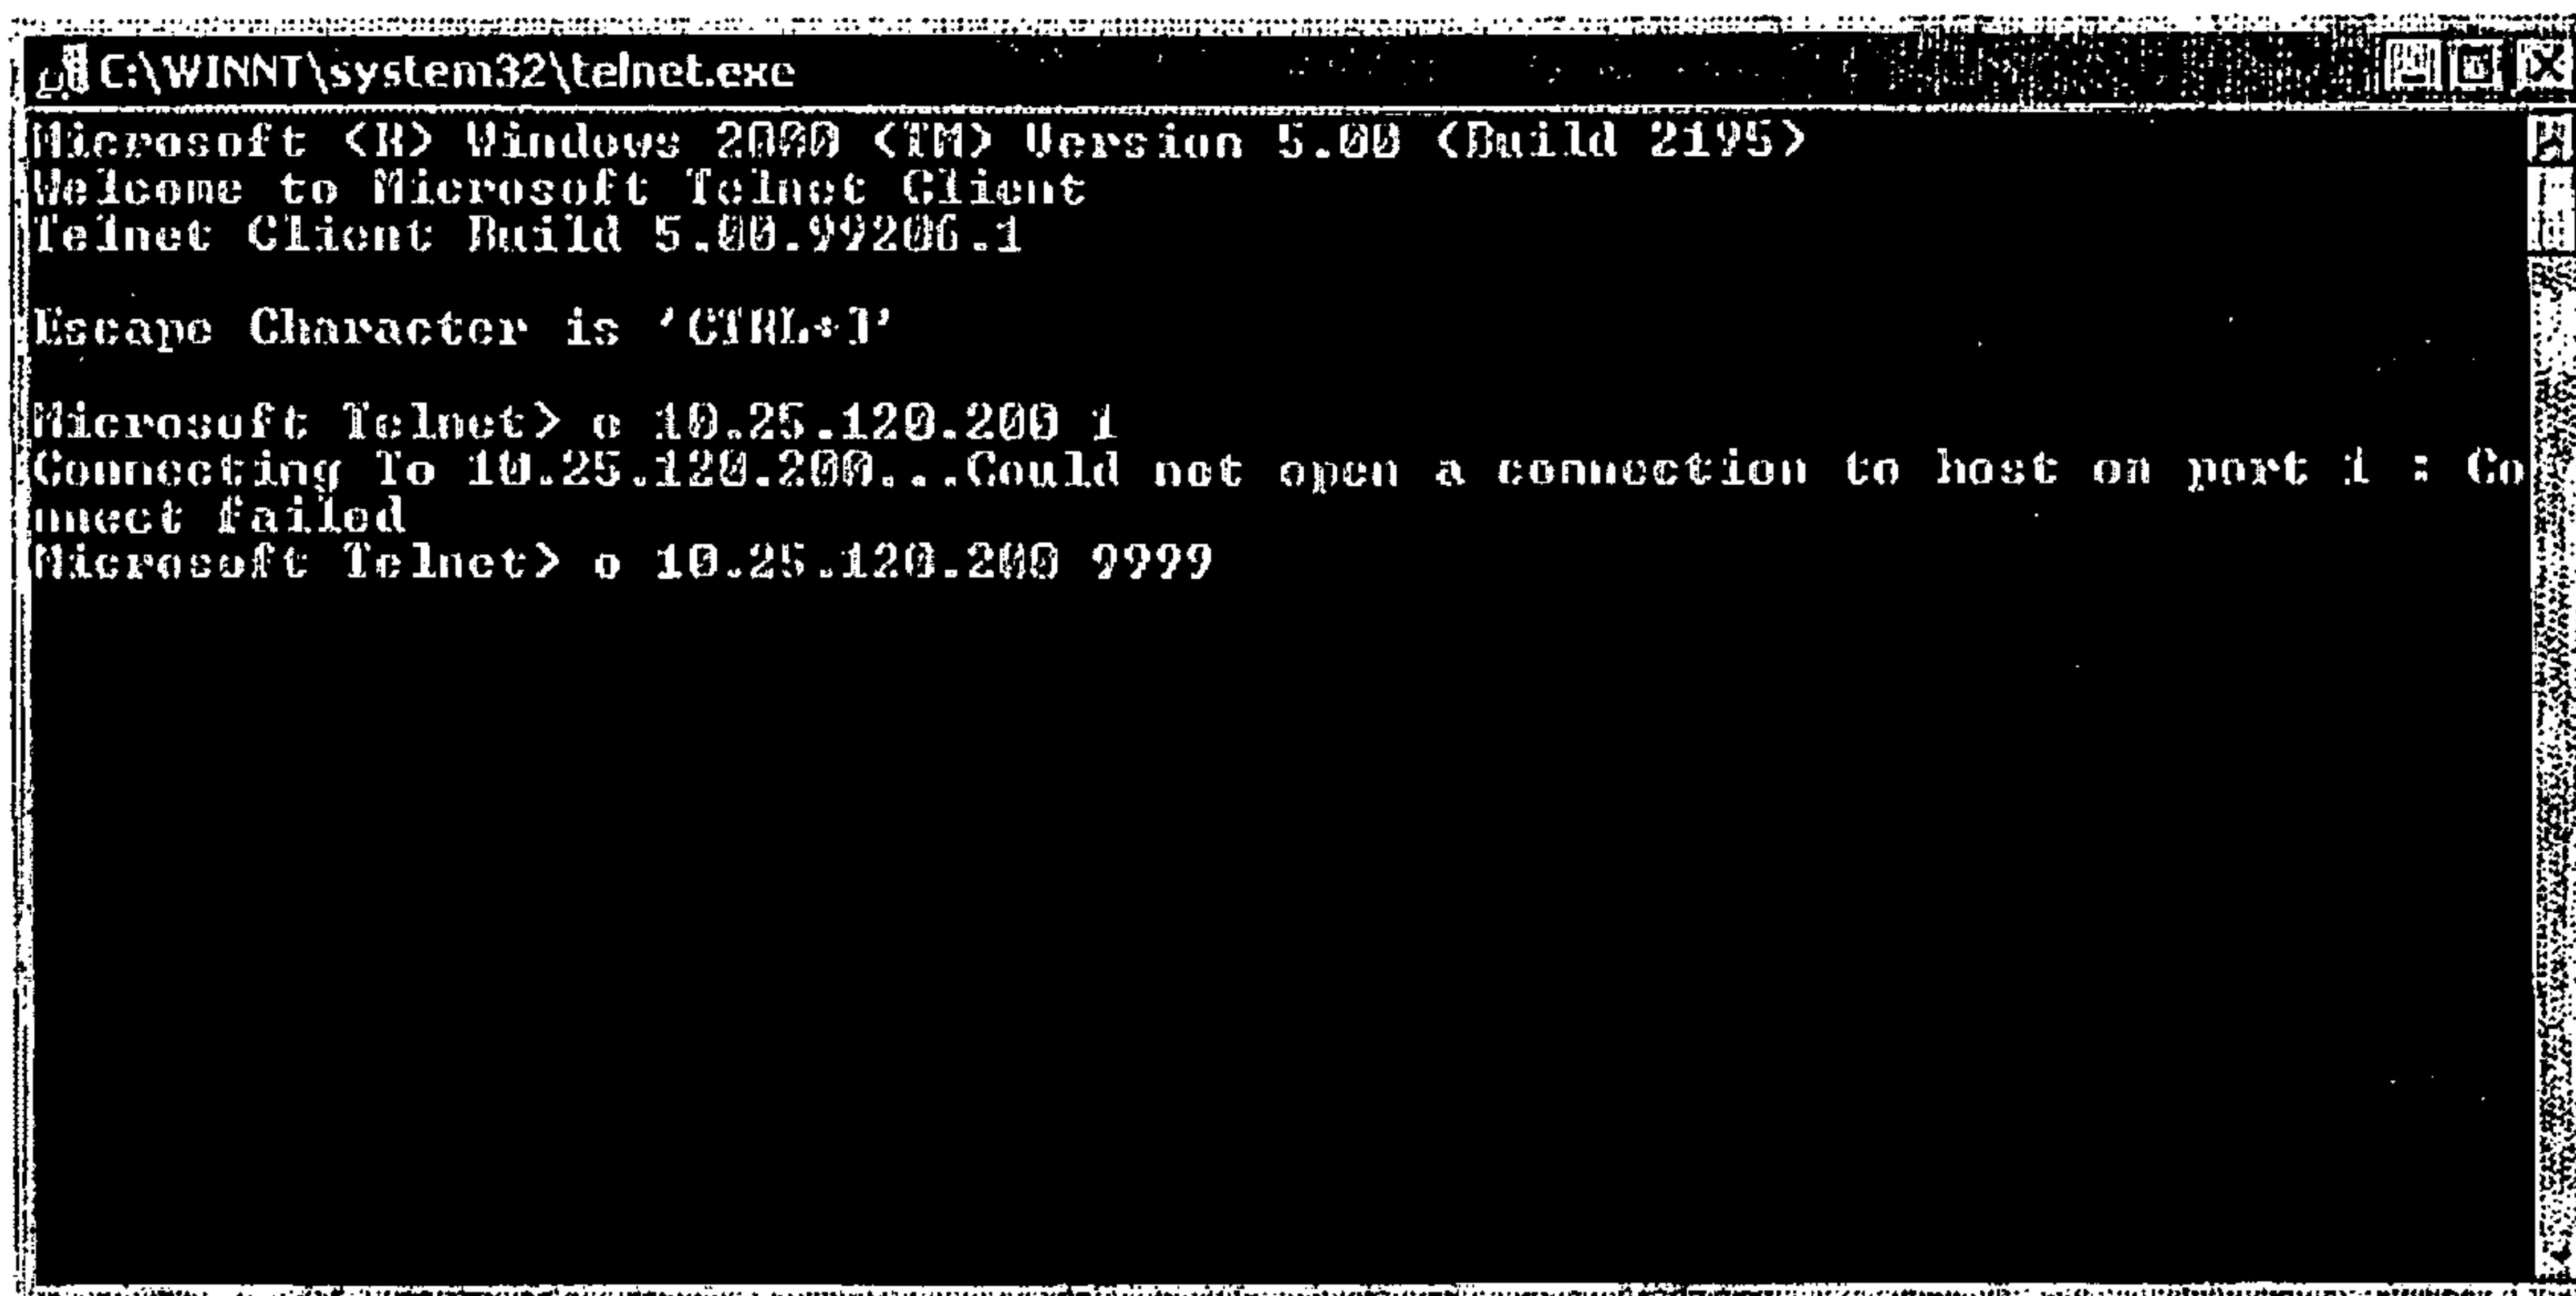 C:\WINNT\system32\telnet.exe
Microsoft (R) Windows 2000 (TM) Version 5.00 (Build 2195)
Welcome to Microsoft Telnet Client
Telnet Client Build 5.00.99206.1
Escape Character is 'CTRL+]'
Microsoft Telnet> o 10.25.120.200 1
Connecting To 10.25.120.200...Could not open a connection to host on port 1 : Co
nnect failed
Microsoft Telnet> o 10.25.120.200 9999